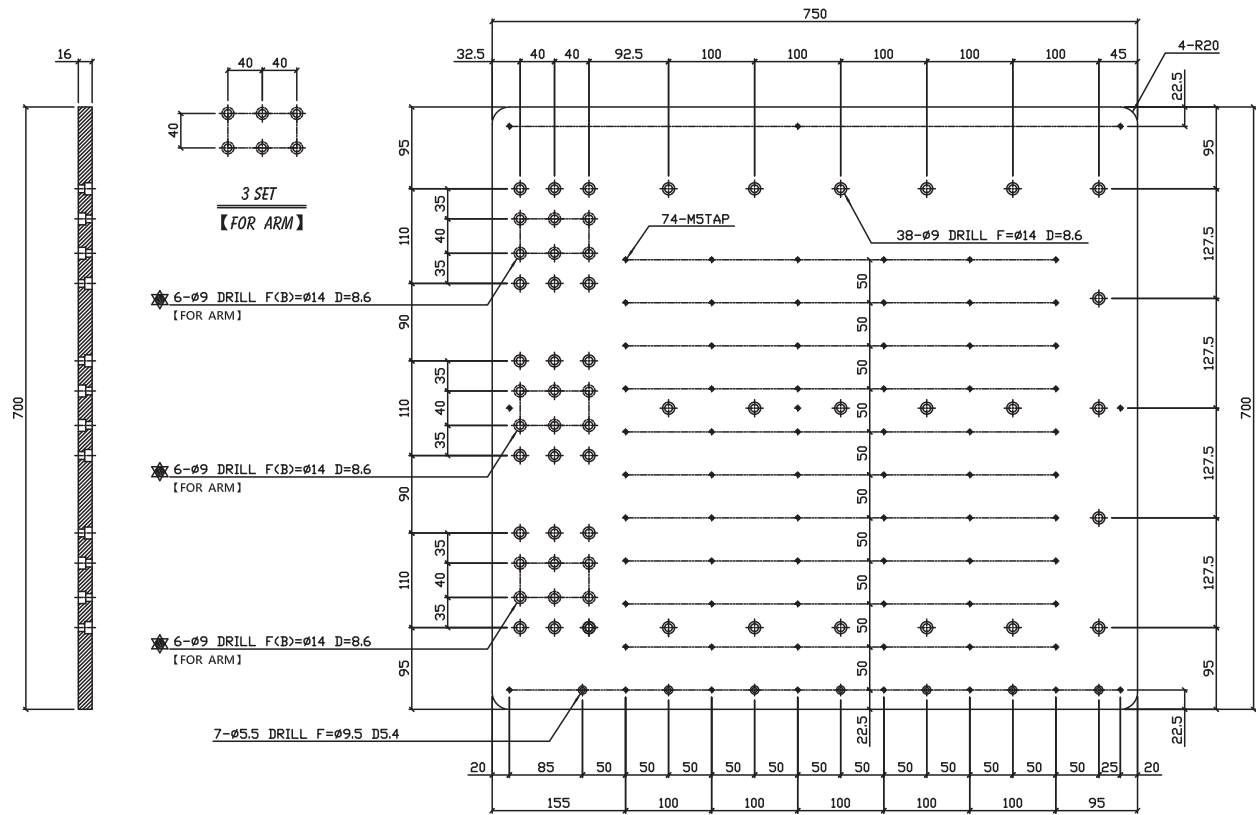 750
32.5 40 40 92.5 100 100 100 100 100 45
4-R20
22.5
16
40 40
40
3 SET
【FOR ARM】
700
95
110
90
110
90
110
95
35
40
35
35
40
35
35
40
35
6-ø9 DRILL F(B)=ø14 D=8.6
【FOR ARM】
6-ø9 DRILL F(B)=ø14 D=8.6
【FOR ARM】
6-ø9 DRILL F(B)=ø14 D=8.6
【FOR ARM】
74-M5TAP
38-ø9 DRILL F=ø14 D=8.6
50
50
50
50
50
50
50
50
50
50
22.5
95
127.5
127.5
127.5
127.5
95
700
22.5
7-ø5.5 DRILL F=ø9.5 D5.4
20 85 50 50 50 50 50 50 50 50 50 50 50 25 20
155 100 100 100 100 100 95